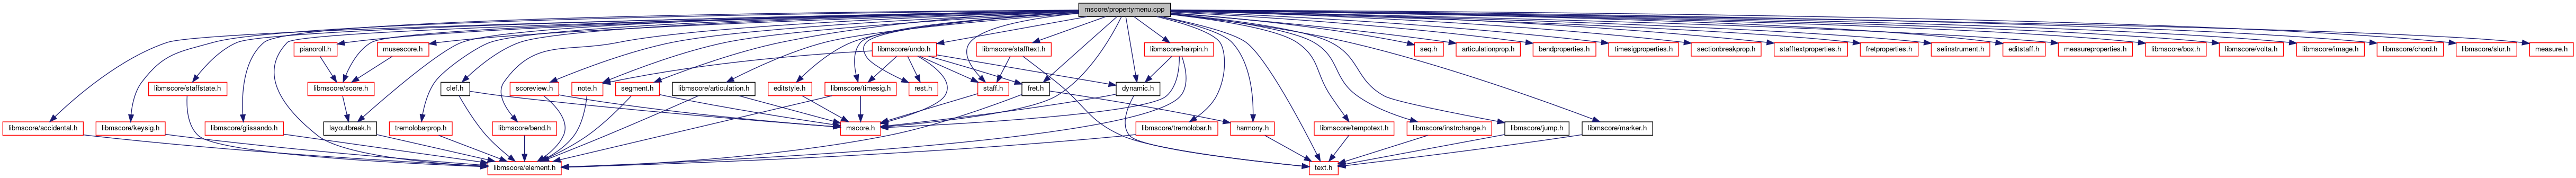 mscore/propertymenu.cpp
pianoroll.h
musescore.h
libmscore/undo.h
libmscore/stafftext.h
libmscore/hairpin.h
seq.h
articulationprop.h
bendproperties.h
timesigproperties.h
sectionbreakprop.h
stafftextproperties.h
fretproperties.h
selinstrument.h
editstaff.h
measureproperties.h
libmscore/box.h
libmscore/volta.h
libmscore/image.h
libmscore/chord.h
libmscore/slur.h
measure.h
libmscore/staffstate.h
libmscore/score.h
clef.h
scoreview.h
note.h
segment.h
libmscore/articulation.h
editstyle.h
libmscore/timesig.h
rest.h
staff.h
fret.h
dynamic.h
libmscore/accidental.h
libmscore/keysig.h
libmscore/glissando.h
layoutbreak.h
tremolobarprop.h
libmscore/bend.h
mscore.h
libmscore/tremolobar.h
harmony.h
libmscore/tempotext.h
libmscore/instrchange.h
libmscore/jump.h
libmscore/marker.h
libmscore/element.h
text.h